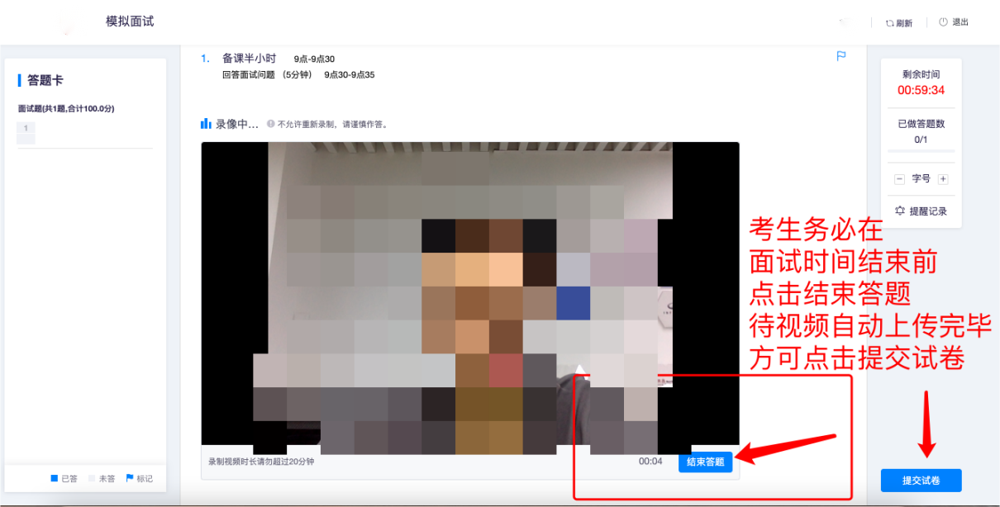 模拟面试
刷新
退出
答题卡
面试题(共1题,合计100.0分)
1
已答
未答
标记
1. 备课半小时 9点-9点30
回答面试问题 (5分钟) 9点30-9点35
录像中... 不允许重新录制, 请谨慎作答。
录制视频时长请勿超过20分钟
00:04
结束答题
剩余时间
00:59:34
已做答题数
0/1
字号
提醒记录
考生务必在
面试时间结束前
点击结束答题
待视频自动上传完毕
方可点击提交试卷
提交试卷